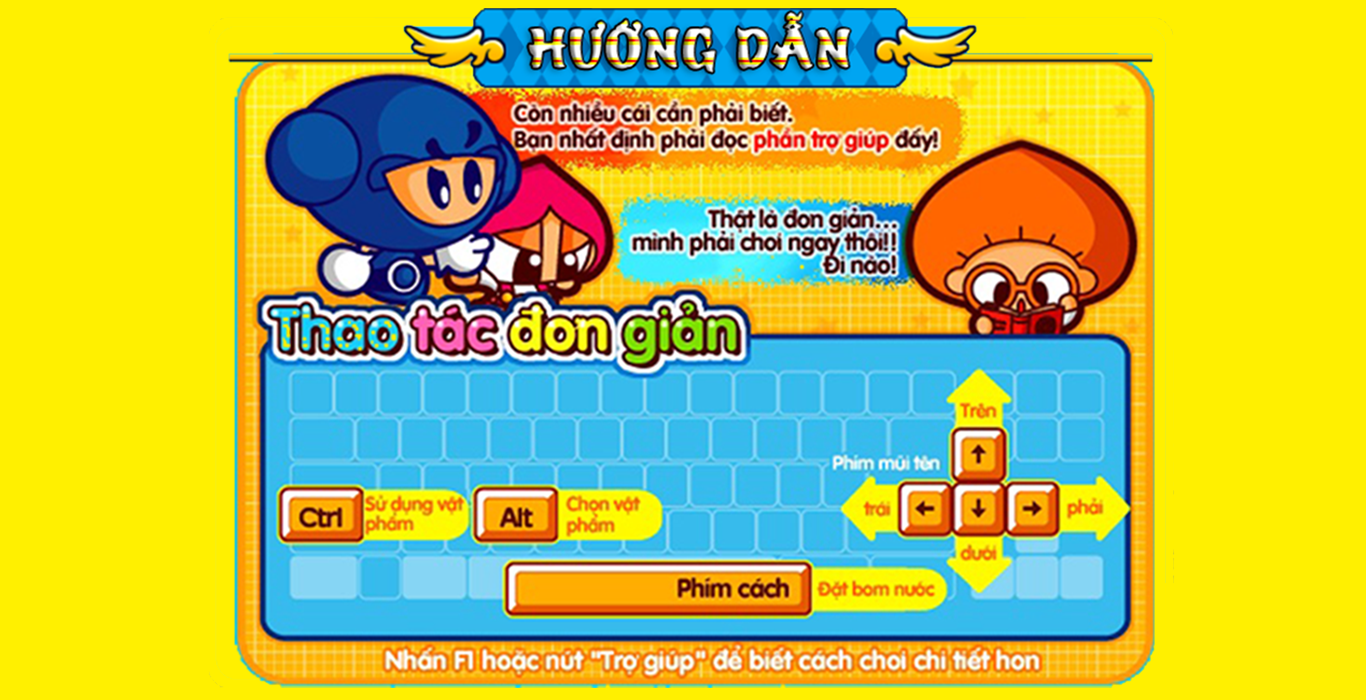 HƯỚNG DẪN
Còn nhiều cái cần phải biết.
Bạn nhất định phải đọc phần trợ giúp đấy!
Thật là đơn giản...
mình phải chơi ngay thôi!!
Đi nào!
Thao tác đơn giản
Trên
Phím mũi tên
trái
phải
dưới
Ctrl
Sử dụng vật
phẩm
Alt
Chọn vật
phẩm
Phím cách
Đặt bom nước
Nhấn F1 hoặc nút "Trợ giúp" để biết cách chơi chi tiết hơn